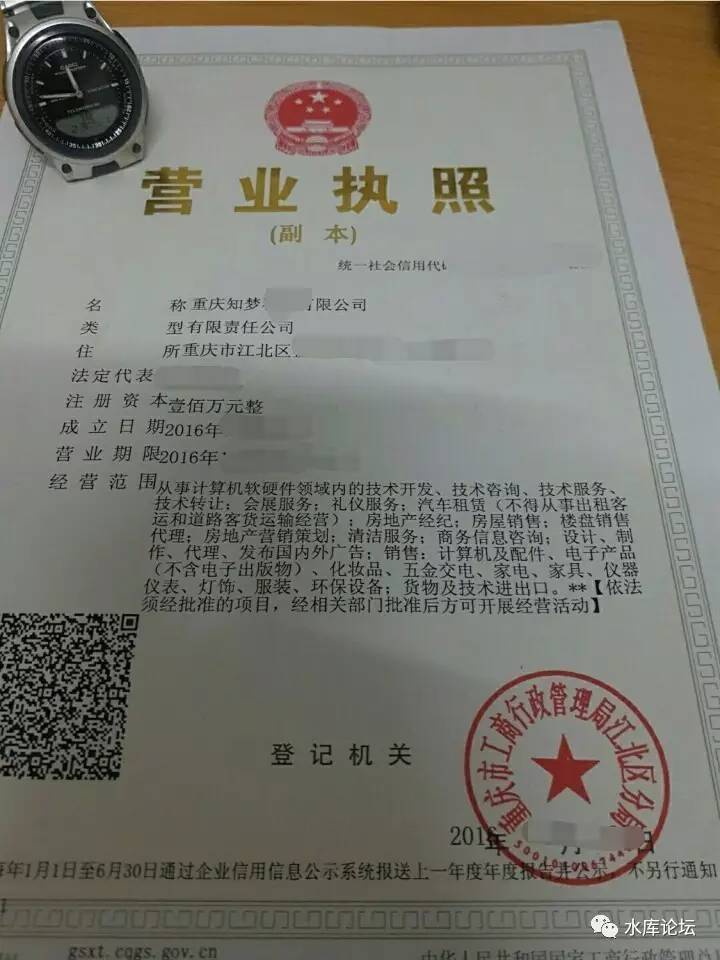 CASIO
营业执照
(副 本)
统一社会信用代
名 称 重庆知梦 有限公司
类 型 有限责任公司
住 所 重庆市江北区
法定代表
注册资本 壹佰万元整
成立日期 2016年
营业期限 2016年
经营范围 从事计算机软硬件领域内的技术开发、技术咨询、技术服务、
技术转让；会展服务；礼仪服务；汽车租赁（不得从事出租客
运和道路客货运输经营）；房地产经纪；房屋销售；楼盘销售
代理；房地产营销策划；清洁服务；商务信息咨询；设计、制
作、代理、发布国内外广告；销售：计算机及配件、电子产品
（不含电子出版物）、化妆品、五金交电、家电、家具、仪器
仪表、灯饰、服装、环保设备；货物及技术进出口。**【依法
须经批准的项目，经相关部门批准后方可开展经营活动】
登记机关
重庆市工商行政管理局江北区分局
2016年 月 日
年1月1日至6月30日通过企业信用信息公示系统报送上一年度年度报告并公示，不另行通知
gsxt.cqgs.gov.cn
中华人民共和国国家工商行政管理总局
水库论坛